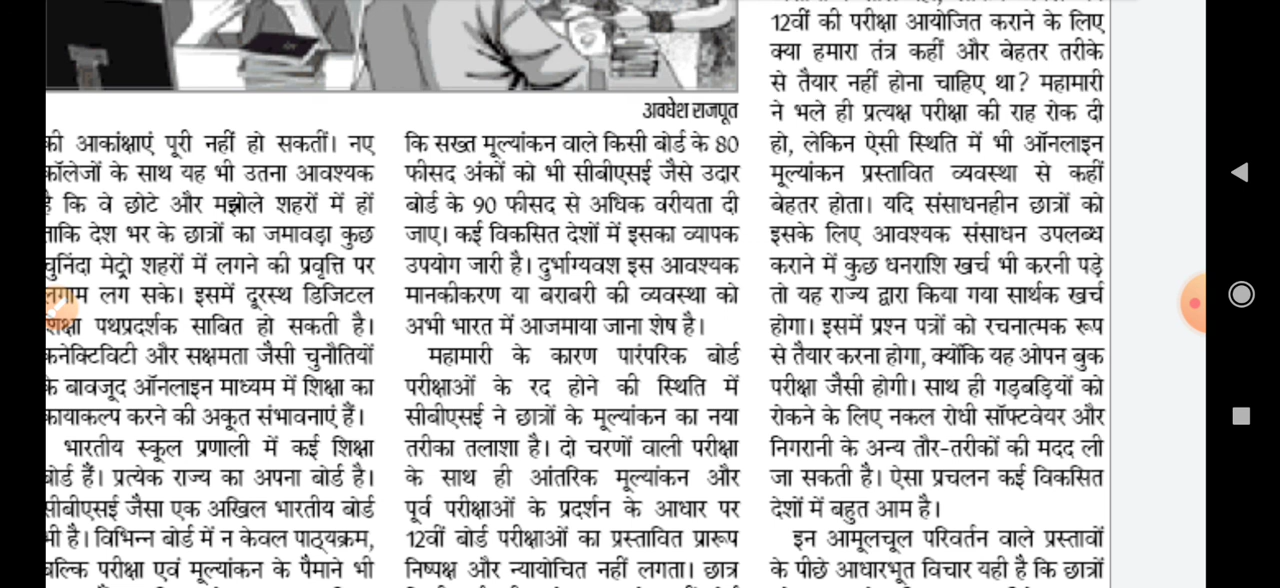 अवधेश राजपूत
की आकांक्षाएं पूरी नहीं हो सकतीं। नए
कॉलेजों के साथ यह भी उतना आवश्यक
है कि वे छोटे और मझोले शहरों में हों
ताकि देश भर के छात्रों का जमावड़ा कुछ
चुनिंदा मेट्रो शहरों में लगने की प्रवृत्ति पर
लगाम लग सके। इसमें दूरस्थ डिजिटल
शिक्षा पथप्रदर्शक साबित हो सकती है।
कनेक्टिविटी और सक्षमता जैसी चुनौतियों
के बावजूद ऑनलाइन माध्यम में शिक्षा का
कायाकल्प करने की अकूत संभावनाएं हैं।
भारतीय स्कूल प्रणाली में कई शिक्षा
बोर्ड हैं। प्रत्येक राज्य का अपना बोर्ड है।
सीबीएसई जैसा एक अखिल भारतीय बोर्ड
भी है। विभिन्न बोर्ड में न केवल पाठ्यक्रम,
बल्कि परीक्षा एवं मूल्यांकन के पैमाने भी
कि सख्त मूल्यांकन वाले किसी बोर्ड के 80
फीसद अंकों को भी सीबीएसई जैसे उदार
बोर्ड के 90 फीसद से अधिक वरीयता दी
जाए। कई विकसित देशों में इसका व्यापक
उपयोग जारी है। दुर्भाग्यवश इस आवश्यक
मानकीकरण या बराबरी की व्यवस्था को
अभी भारत में आजमाया जाना शेष है।
महामारी के कारण पारंपरिक बोर्ड
परीक्षाओं के रद होने की स्थिति में
सीबीएसई ने छात्रों के मूल्यांकन का नया
तरीका तलाशा है। दो चरणों वाली परीक्षा
के साथ ही आंतरिक मूल्यांकन और
पूर्व परीक्षाओं के प्रदर्शन के आधार पर
12वीं बोर्ड परीक्षाओं का प्रस्तावित प्रारूप
निष्पक्ष और न्यायोचित नहीं लगता। छात्र
12वीं की परीक्षा आयोजित कराने के लिए
क्या हमारा तंत्र कहीं और बेहतर तरीके
से तैयार नहीं होना चाहिए था? महामारी
ने भले ही प्रत्यक्ष परीक्षा की राह रोक दी
हो, लेकिन ऐसी स्थिति में भी ऑनलाइन
मूल्यांकन प्रस्तावित व्यवस्था से कहीं
बेहतर होता। यदि संसाधनहीन छात्रों को
इसके लिए आवश्यक संसाधन उपलब्ध
कराने में कुछ धनराशि खर्च भी करनी पड़े
तो यह राज्य द्वारा किया गया सार्थक खर्च
होगा। इसमें प्रश्न पत्रों को रचनात्मक रूप
से तैयार करना होगा, क्योंकि यह ओपन बुक
परीक्षा जैसी होगी। साथ ही गड़बड़ियों को
रोकने के लिए नकल रोधी सॉफ्टवेयर और
निगरानी के अन्य तौर-तरीकों की मदद ली
जा सकती है। ऐसा प्रचलन कई विकसित
देशों में बहुत आम है।
इन आमूलचूल परिवर्तन वाले प्रस्तावों
के पीछे आधारभूत विचार यही है कि छात्रों